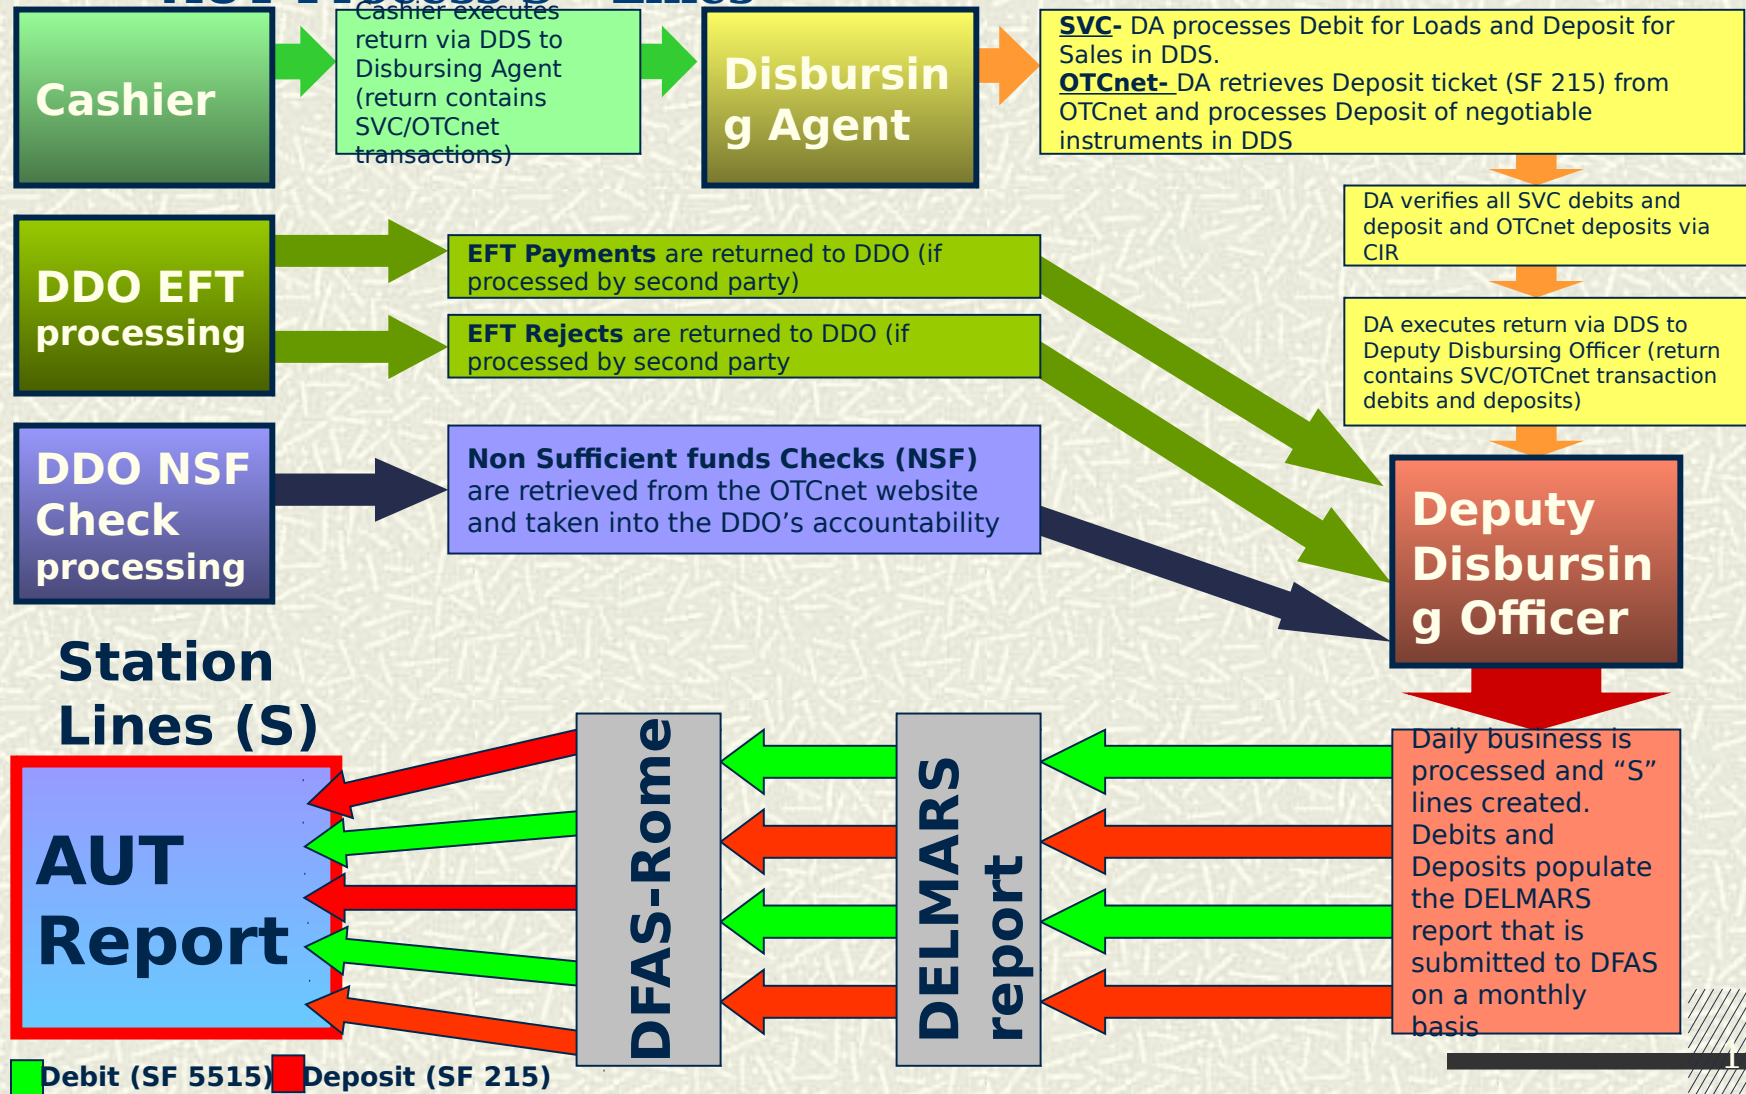 Cashier
Cashier executes
return via DDS to
Disbursing Agent
(return contains
SVC/OTCnet
transactions)
Disbursin
g Agent
SVC- DA processes Debit for Loads and Deposit for
Sales in DDS.
OTCnet- DA retrieves Deposit ticket (SF 215) from
OTCnet and processes Deposit of negotiable
instruments in DDS
DA verifies all SVC debits and
deposit and OTCnet deposits via
CIR
DDO EFT
processing
EFT Payments are returned to DDO (if
processed by second party)
EFT Rejects are returned to DDO (if
processed by second party
DA executes return via DDS to
Deputy Disbursing Officer (return
contains SVC/OTCnet transaction
debits and deposits)
DDO NSF
Check
processing
Non Sufficient funds Checks (NSF)
are retrieved from the OTCnet website
and taken into the DDO’s accountability
Deputy
Disbursin
g Officer
Station
Lines (S)
AUT
Report
DFAS-Rome
DELMARS
report
Daily business is
processed and “S”
lines created.
Debits and
Deposits populate
the DELMARS
report that is
submitted to DFAS
on a monthly
basis
Debit (SF 5515)
Deposit (SF 215)
1